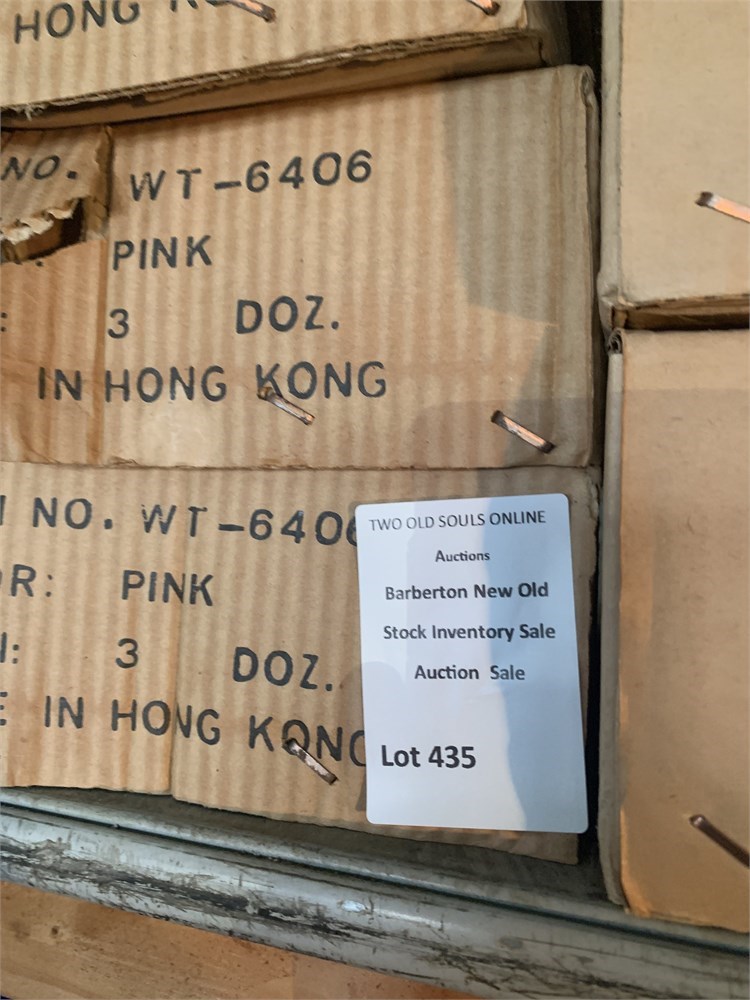 HONG
NO. WT-6406
PINK
: 3 DOZ.
IN HONG KONG
NO. WT-640
R: PINK
: 3 DOZ.
IN HONG KONG
TWO OLD SOULS ONLINE
Auctions
Barberton New Old
Stock Inventory Sale
Auction Sale
Lot 435